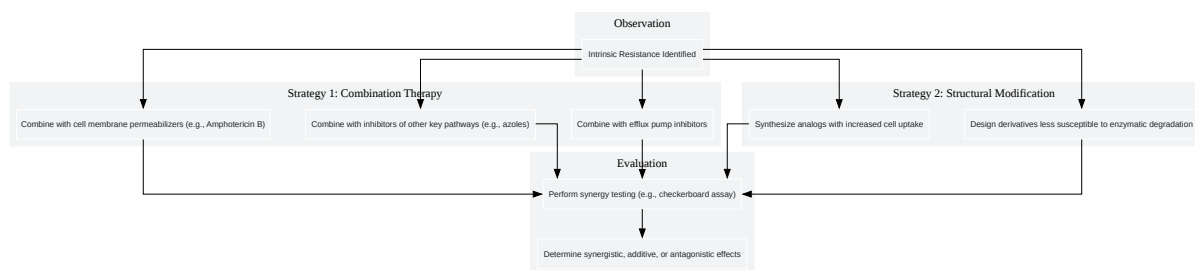 Observation
Intrinsic Resistance Identified
Strategy 1: Combination Therapy
Strategy 2: Structural Modification
Combine with cell membrane permeabilizers (e.g., Amphotericin B)
Combine with inhibitors of other key pathways (e.g., azoles)
Combine with efflux pump inhibitors
Synthesize analogs with increased cell uptake
Design derivatives less susceptible to enzymatic degradation
Evaluation
Perform synergy testing (e.g., checkerboard assay)
Determine synergistic, additive, or antagonistic effects